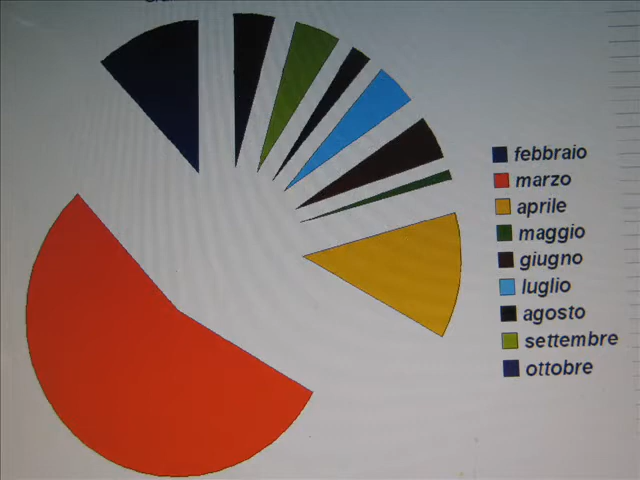 febbraio
marzo
aprile
maggio
giugno
luglio
agosto
settembre
ottobre